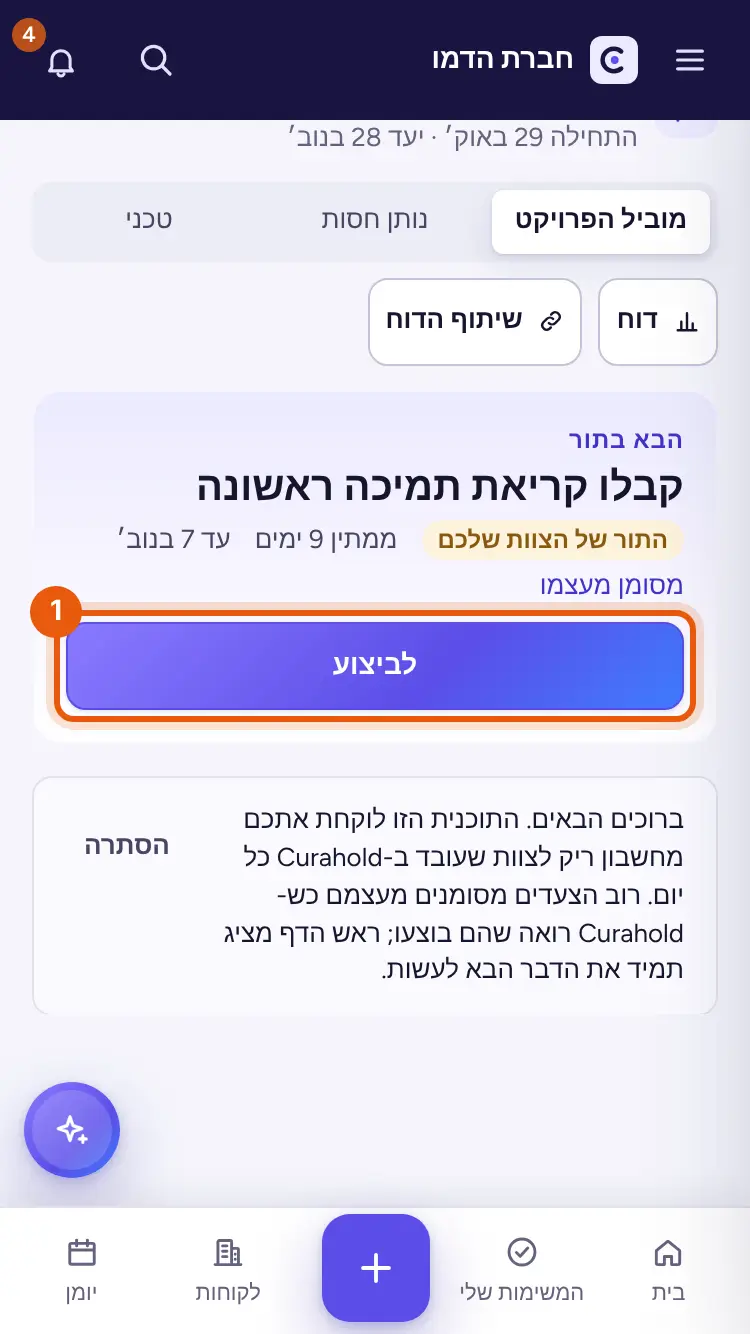 4
חברת הדמו
התחילה 29 באוק׳ · יעד 28 בנוב׳
מוביל הפרויקט
נותן חסות
טכני
דוח
שיתוף הדוח
הבא בתור
קבלו קריאת תמיכה ראשונה
התור של הצוות שלכם ממתין 9 ימים עד 7 בנוב׳
מסומן מעצמו
1
לביצוע
ברוכים הבאים. התוכנית הזו לוקחת אתכם
מחשבון ריק לצוות שעובד ב-Curahold כל
יום. רוב הצעדים מסומנים מעצמם כש-
Curahold רואה שהם בוצעו; ראש הדף מציג
תמיד את הדבר הבא לעשות.
הסתרה
בית
המשימות שלי
לקוחות
יומן